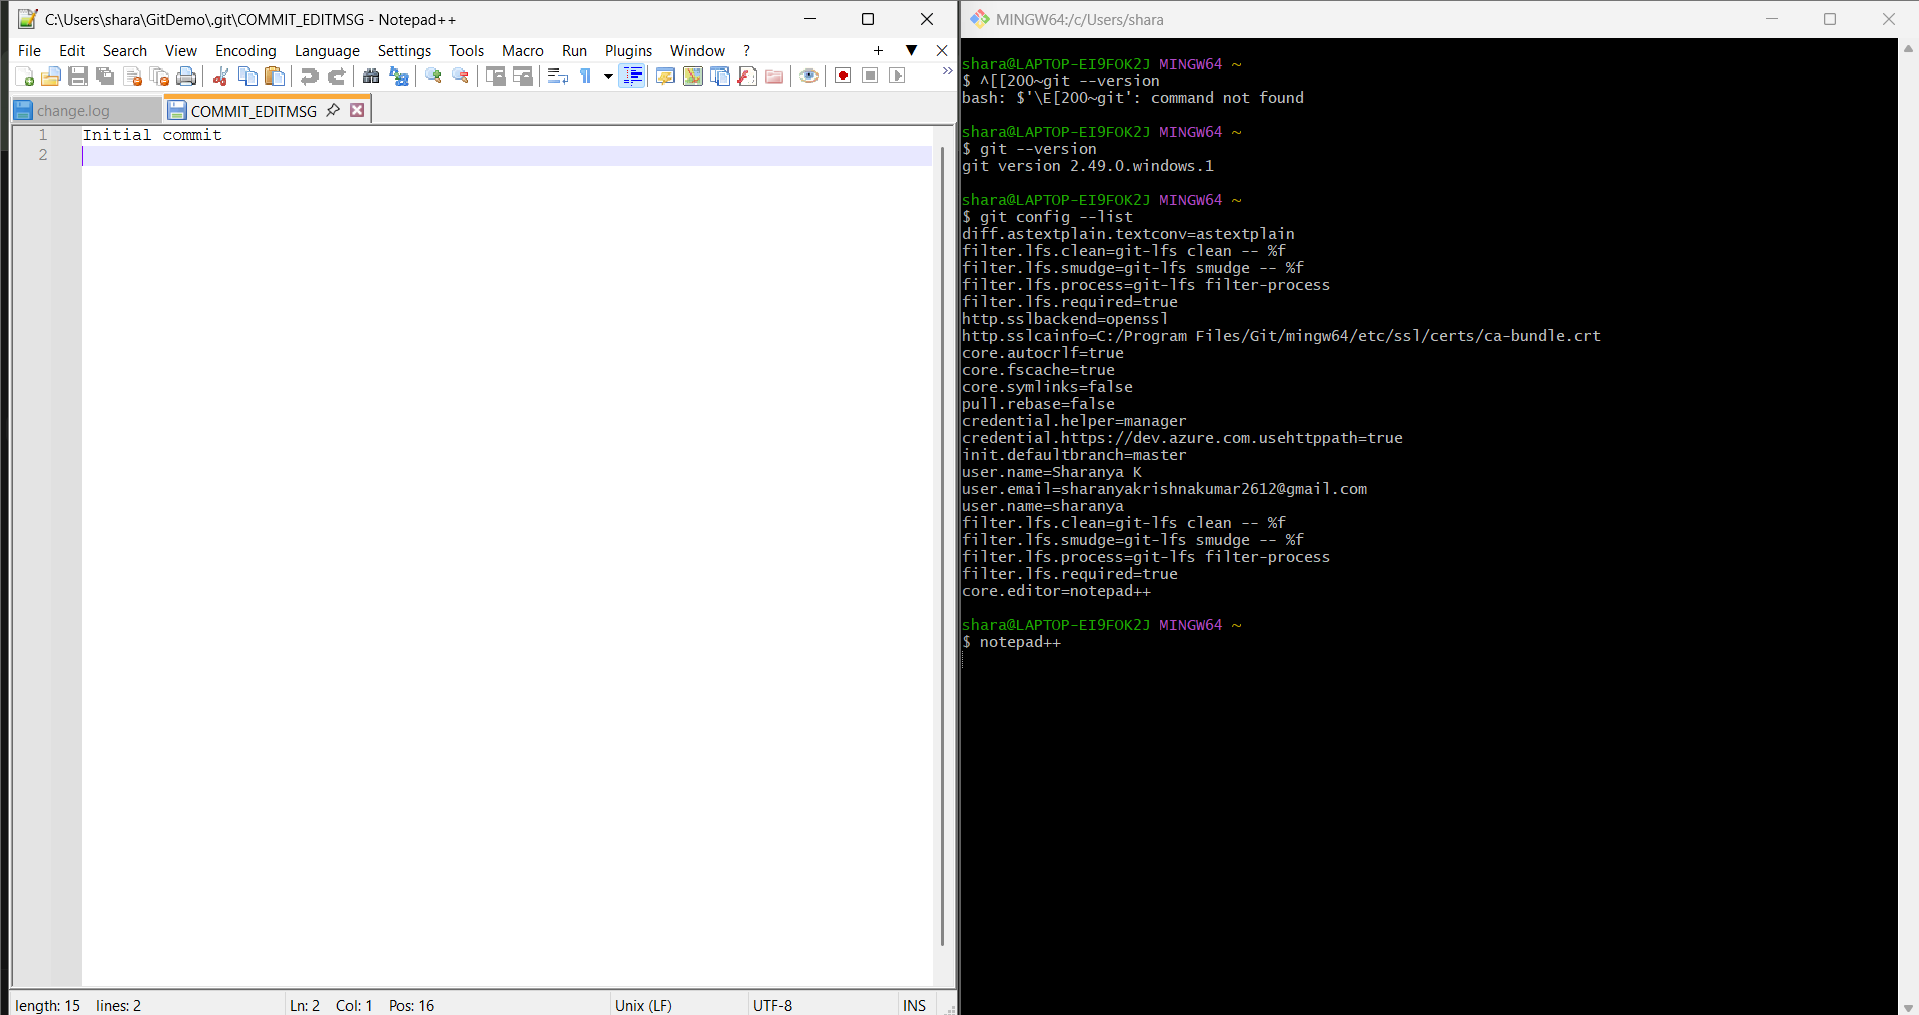 C:\Users\shara\GitDemo\.git\COMMIT_EDITMSG - Notepad++
File Edit Search View Encoding Language Settings Tools Macro Run Plugins Window ?
change.log COMMIT_EDITMSG
1 Initial commit
2
length: 15 lines: 2 Ln: 2 Col: 1 Pos: 16 Unix (LF) UTF-8 INS
MINGW64:/c/Users/shara
shara@LAPTOP-EI9FOK2J MINGW64 ~
$ ^[[200~git --version
bash: $'\E[200~git': command not found
shara@LAPTOP-EI9FOK2J MINGW64 ~
$ git --version
git version 2.49.0.windows.1
shara@LAPTOP-EI9FOK2J MINGW64 ~
$ git config --list
diff.astextplain.textconv=astextplain
filter.lfs.clean=git-lfs clean -- %f
filter.lfs.smudge=git-lfs smudge -- %f
filter.lfs.process=git-lfs filter-process
filter.lfs.required=true
http.sslbackend=openssl
http.sslcainfo=C:/Program Files/Git/mingw64/etc/ssl/certs/ca-bundle.crt
core.autocrlf=true
core.fscache=true
core.symlinks=false
pull.rebase=false
credential.helper=manager
credential.https://dev.azure.com.usehttppath=true
init.defaultbranch=master
user.name=Sharanya K
user.email=sharanyakrishnakumar2612@gmail.com
user.name=sharanya
filter.lfs.clean=git-lfs clean -- %f
filter.lfs.smudge=git-lfs smudge -- %f
filter.lfs.process=git-lfs filter-process
filter.lfs.required=true
core.editor=notepad++
shara@LAPTOP-EI9FOK2J MINGW64 ~
$ notepad++